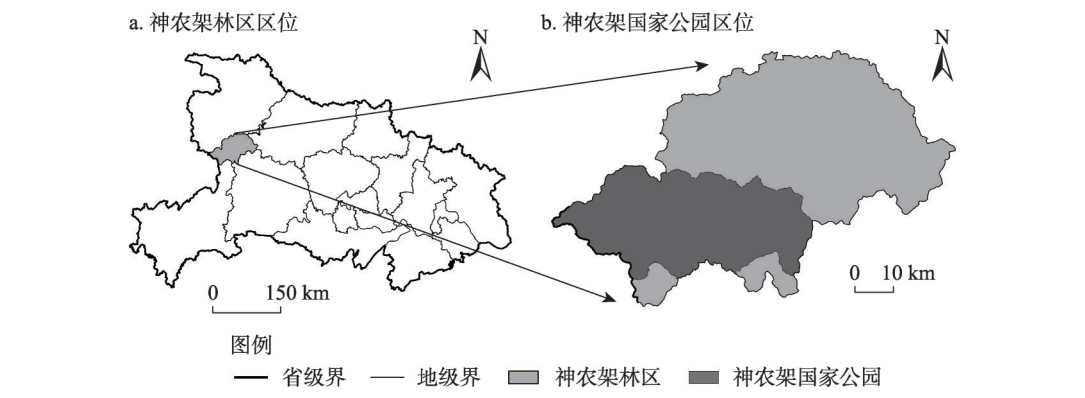 a. 神农架林区区位
b. 神农架国家公园区位
N
N
0 150 km
0 10 km
图例
省级界 地级界 神农架林区 神农架国家公园